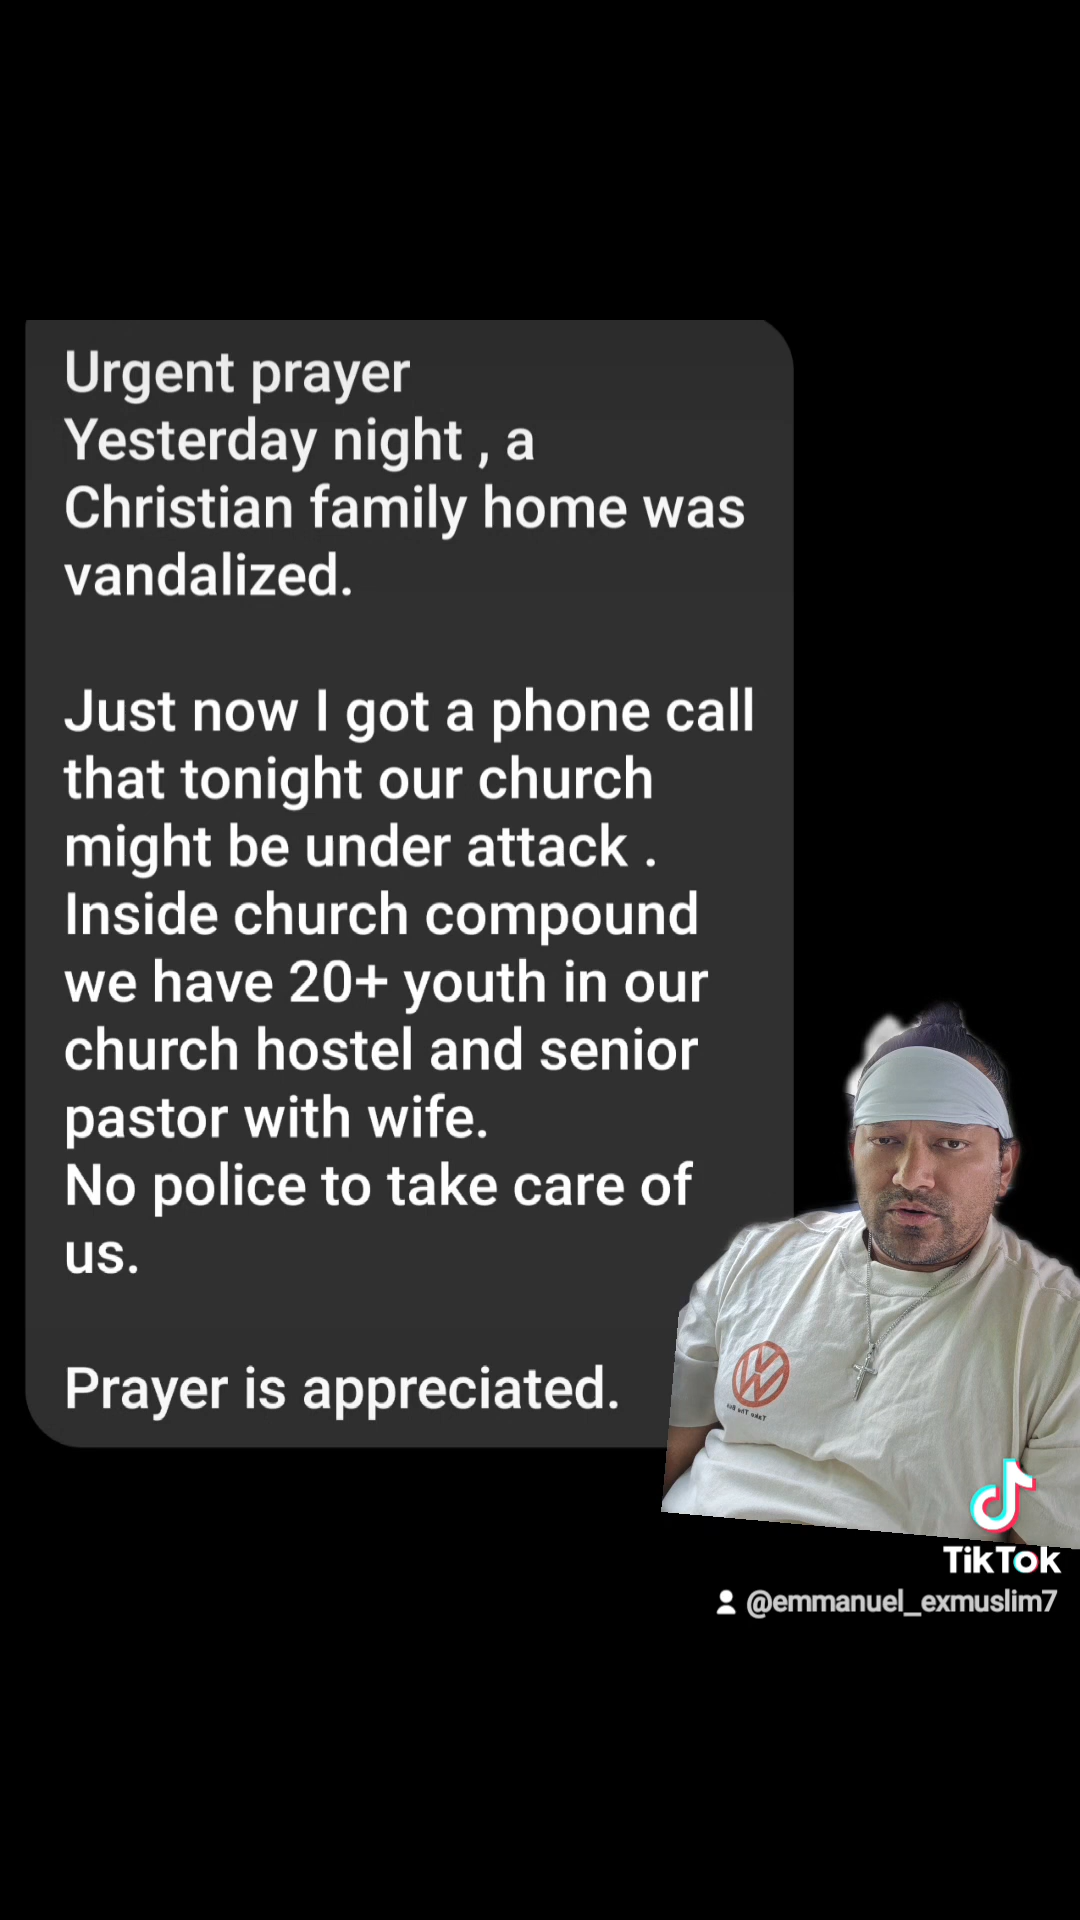 Urgent prayer
Yesterday night , a
Christian family home was
vandalized.
Just now I got a phone call
that tonight our church
might be under attack .
Inside church compound
we have 20+ youth in our
church hostel and senior
pastor with wife.
No police to take care of
us.
Prayer is appreciated.
TikTok
@emmanuel_exmuslim7